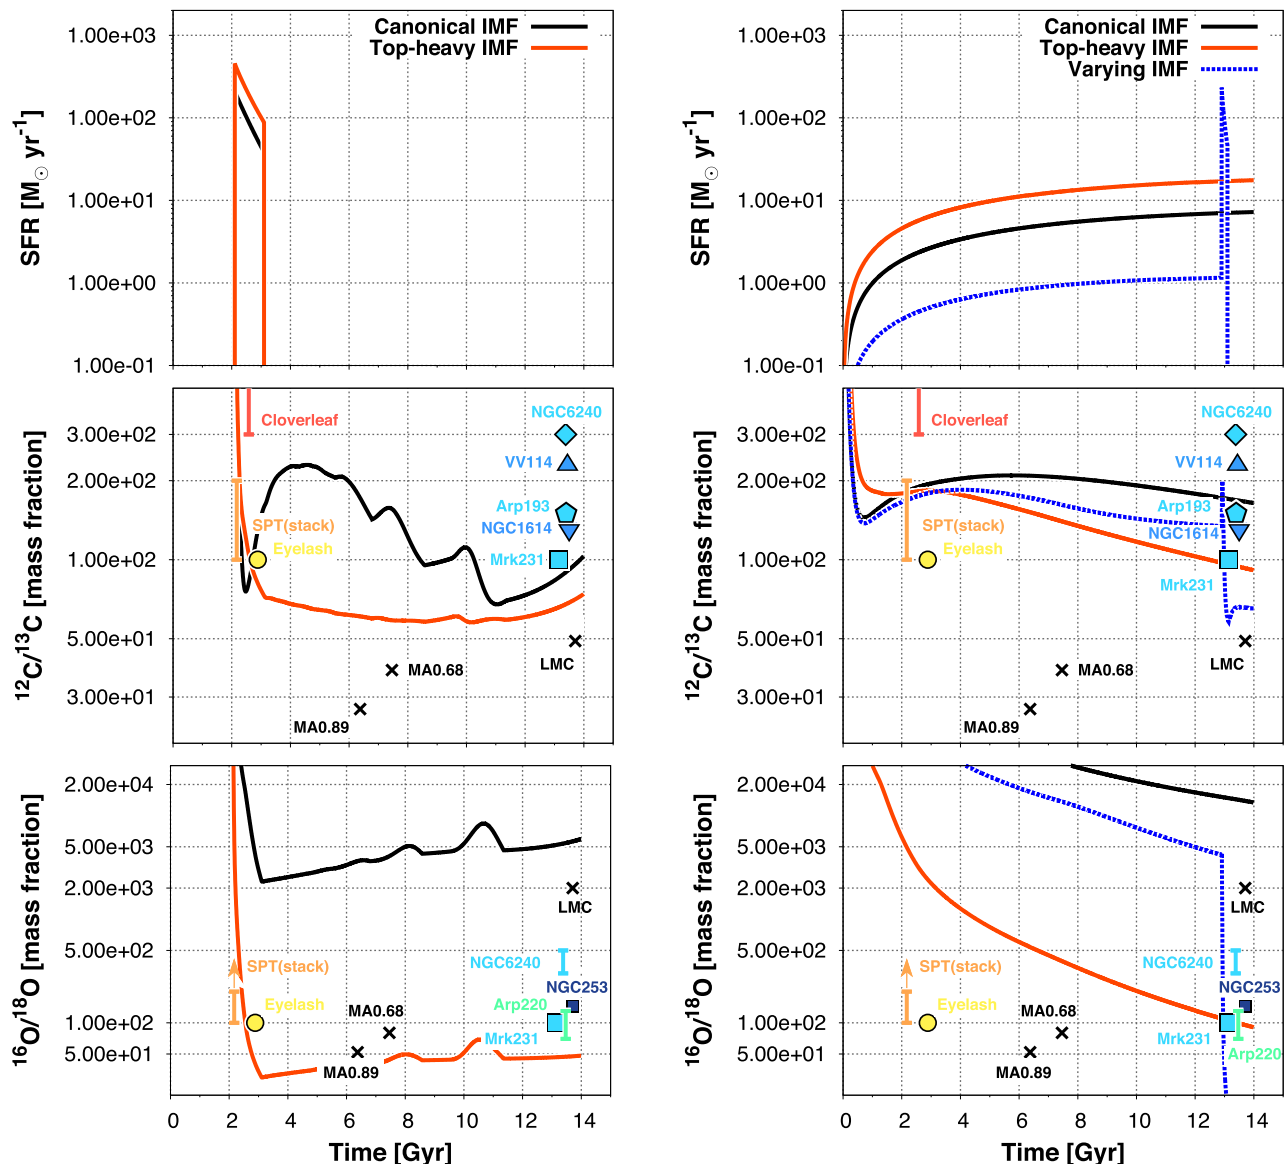 SFR [M☉ yr-1]
1.00e+03
1.00e+02
1.00e+01
1.00e+00
1.00e-01
Canonical IMF
Top-heavy IMF
SFR [M☉ yr-1]
1.00e+03
1.00e+02
1.00e+01
1.00e+00
1.00e-01
Canonical IMF
Top-heavy IMF
Varying IMF
12C/13C [mass fraction]
3.00e+02
2.00e+02
1.00e+02
5.00e+01
3.00e+01
Cloverleaf
NGC6240
VV114
Arp193
NGC1614
SPT(stack)
Eyelash
Mrk231
LMC
MA0.68
MA0.89
12C/13C [mass fraction]
3.00e+02
2.00e+02
1.00e+02
5.00e+01
3.00e+01
Cloverleaf
NGC6240
VV114
Arp193
NGC1614
SPT(stack)
Eyelash
Mrk231
LMC
MA0.68
MA0.89
16O/18O [mass fraction]
2.00e+04
5.00e+03
2.00e+03
5.00e+02
1.00e+02
5.00e+01
LMC
SPT(stack)
NGC6240
NGC253
Eyelash
Arp220
MA0.68
Mrk231
MA0.89
0 2 4 6 8 10 12 14
Time [Gyr]
16O/18O [mass fraction]
2.00e+04
5.00e+03
2.00e+03
5.00e+02
1.00e+02
5.00e+01
LMC
SPT(stack)
NGC6240
NGC253
Eyelash
MA0.68
Mrk231
Arp220
MA0.89
0 2 4 6 8 10 12 14
Time [Gyr]